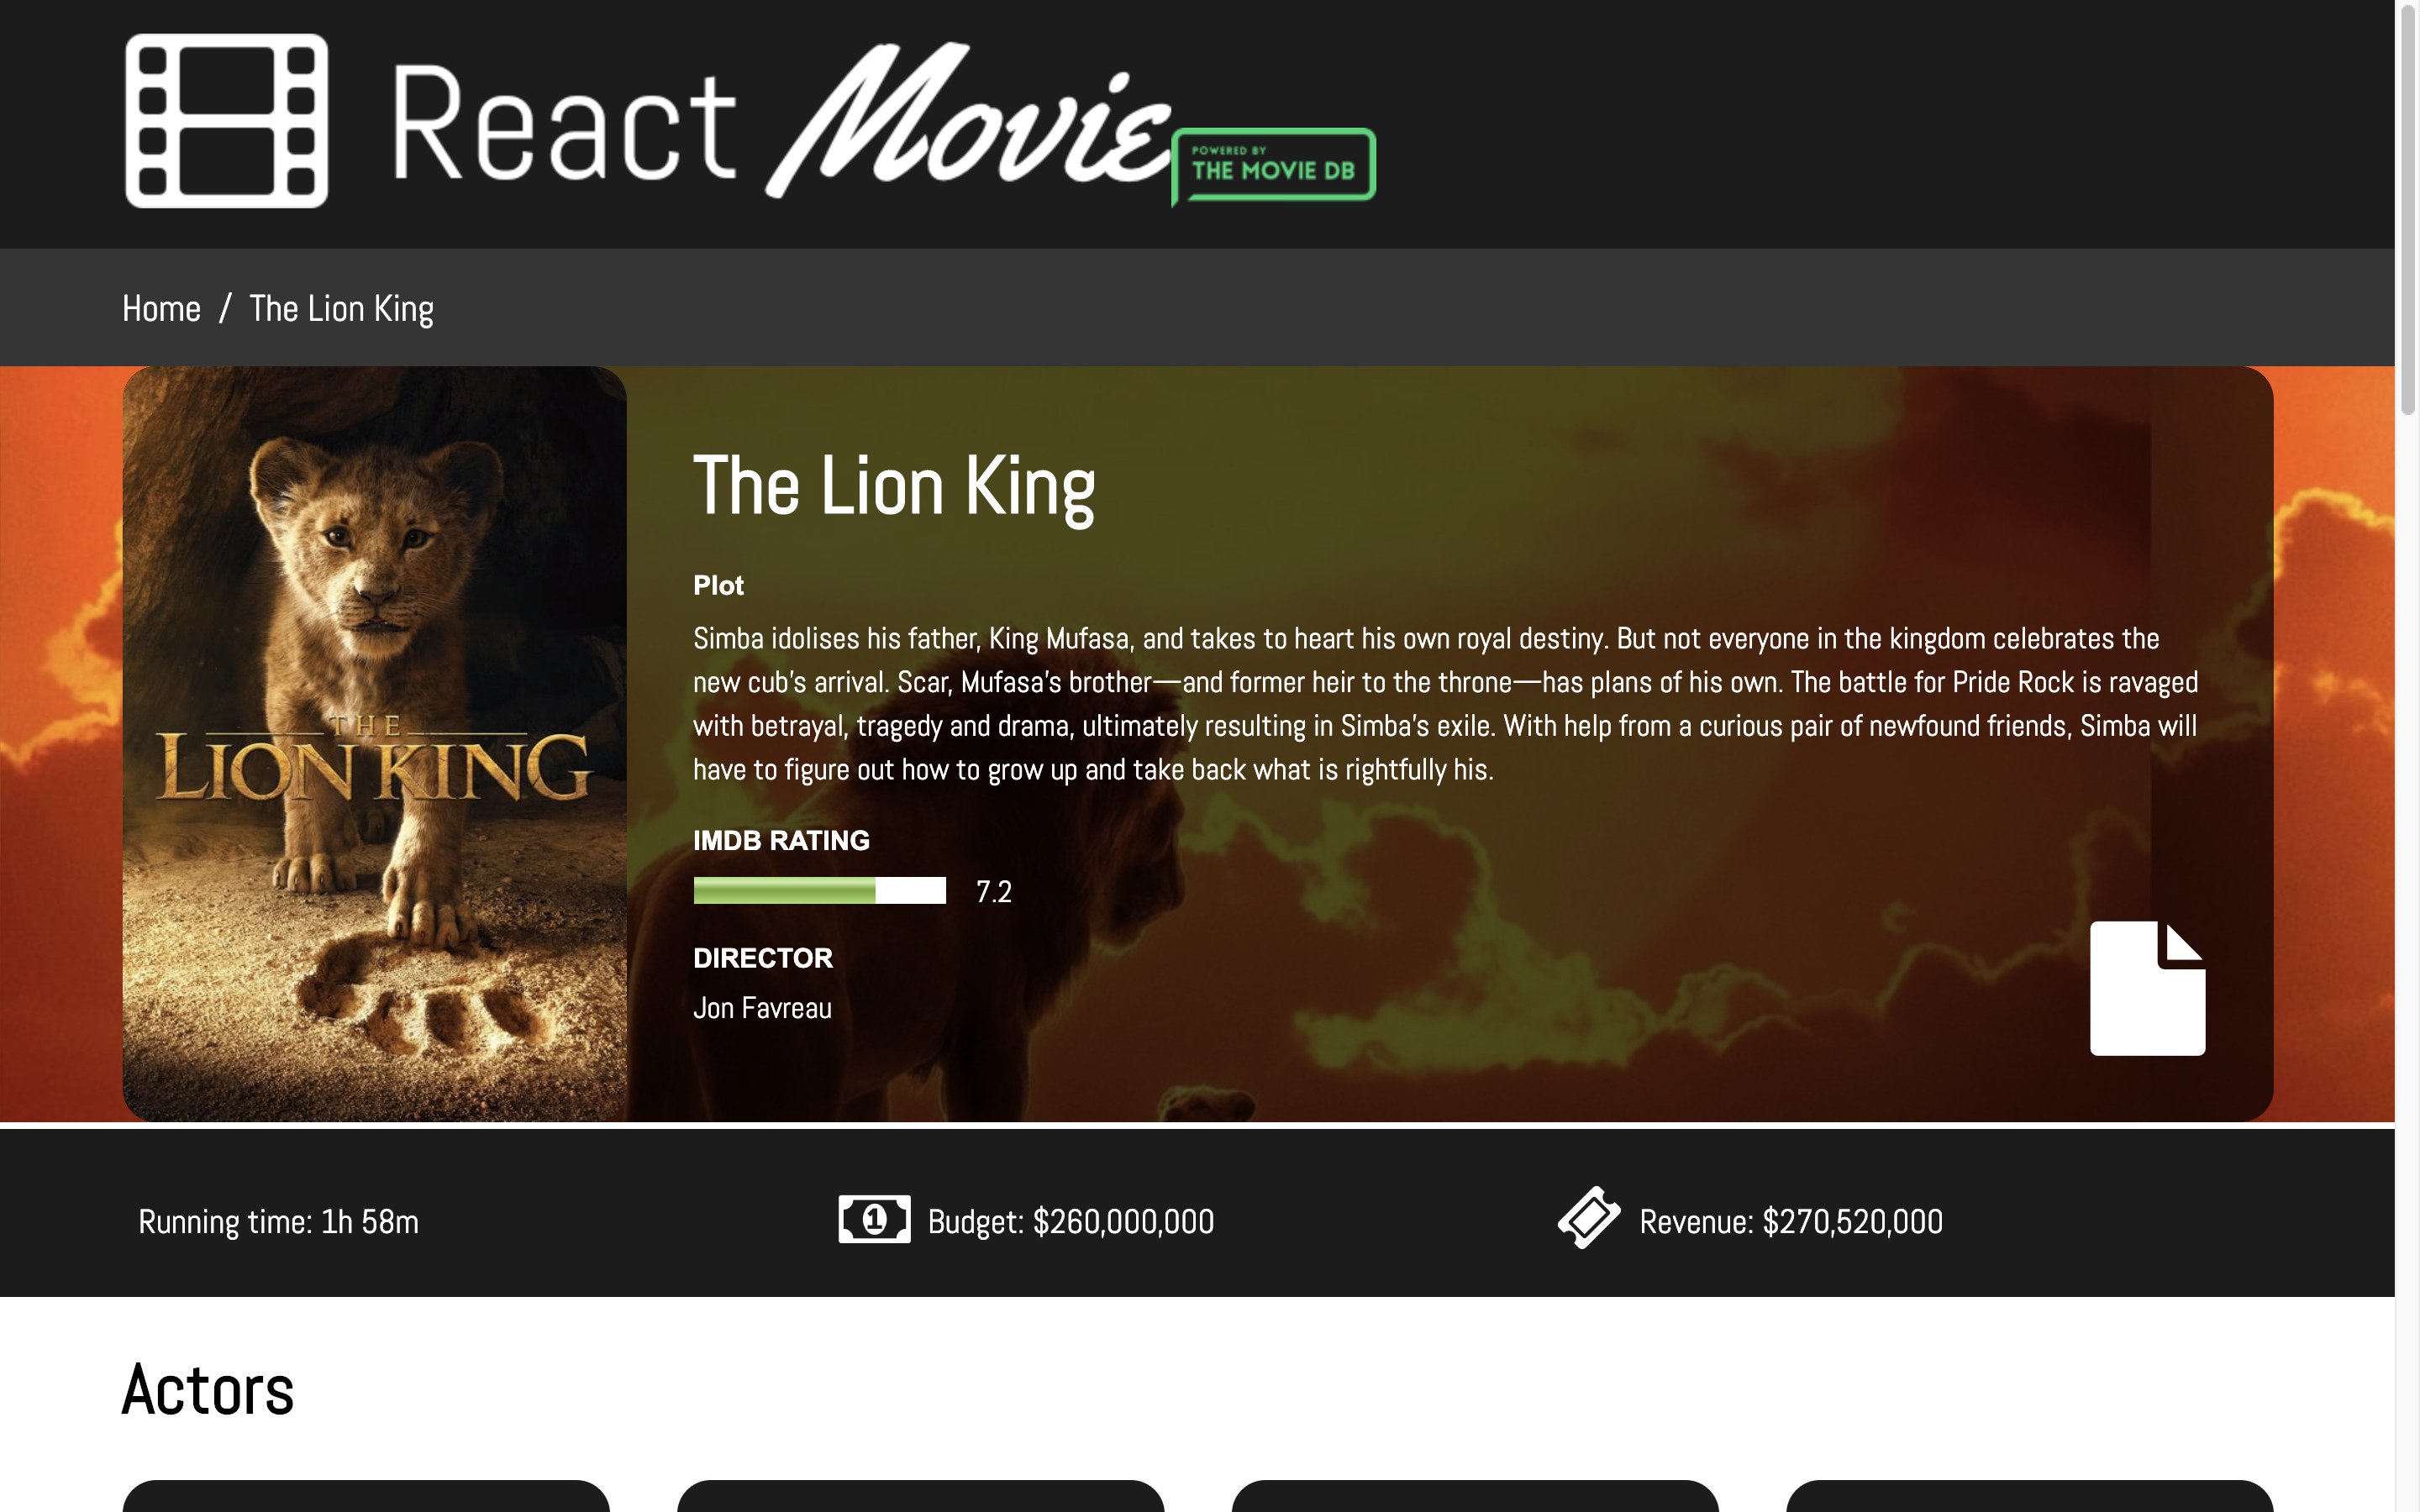 React Movie
POWERED BY
THE MOVIE DB
Home / The Lion King
THE
LION KING
The Lion King
Plot
Simba idolises his father, King Mufasa, and takes to heart his own royal destiny. But not everyone in the kingdom celebrates the
new cub's arrival. Scar, Mufasa's brother—and former heir to the throne—has plans of his own. The battle for Pride Rock is ravaged
with betrayal, tragedy and drama, ultimately resulting in Simba's exile. With help from a curious pair of newfound friends, Simba will
have to figure out how to grow up and take back what is rightfully his.
IMDB RATING
7.2
DIRECTOR
Jon Favreau
Running time: 1h 58m
1 Budget: $260,000,000
Revenue: $270,520,000
Actors